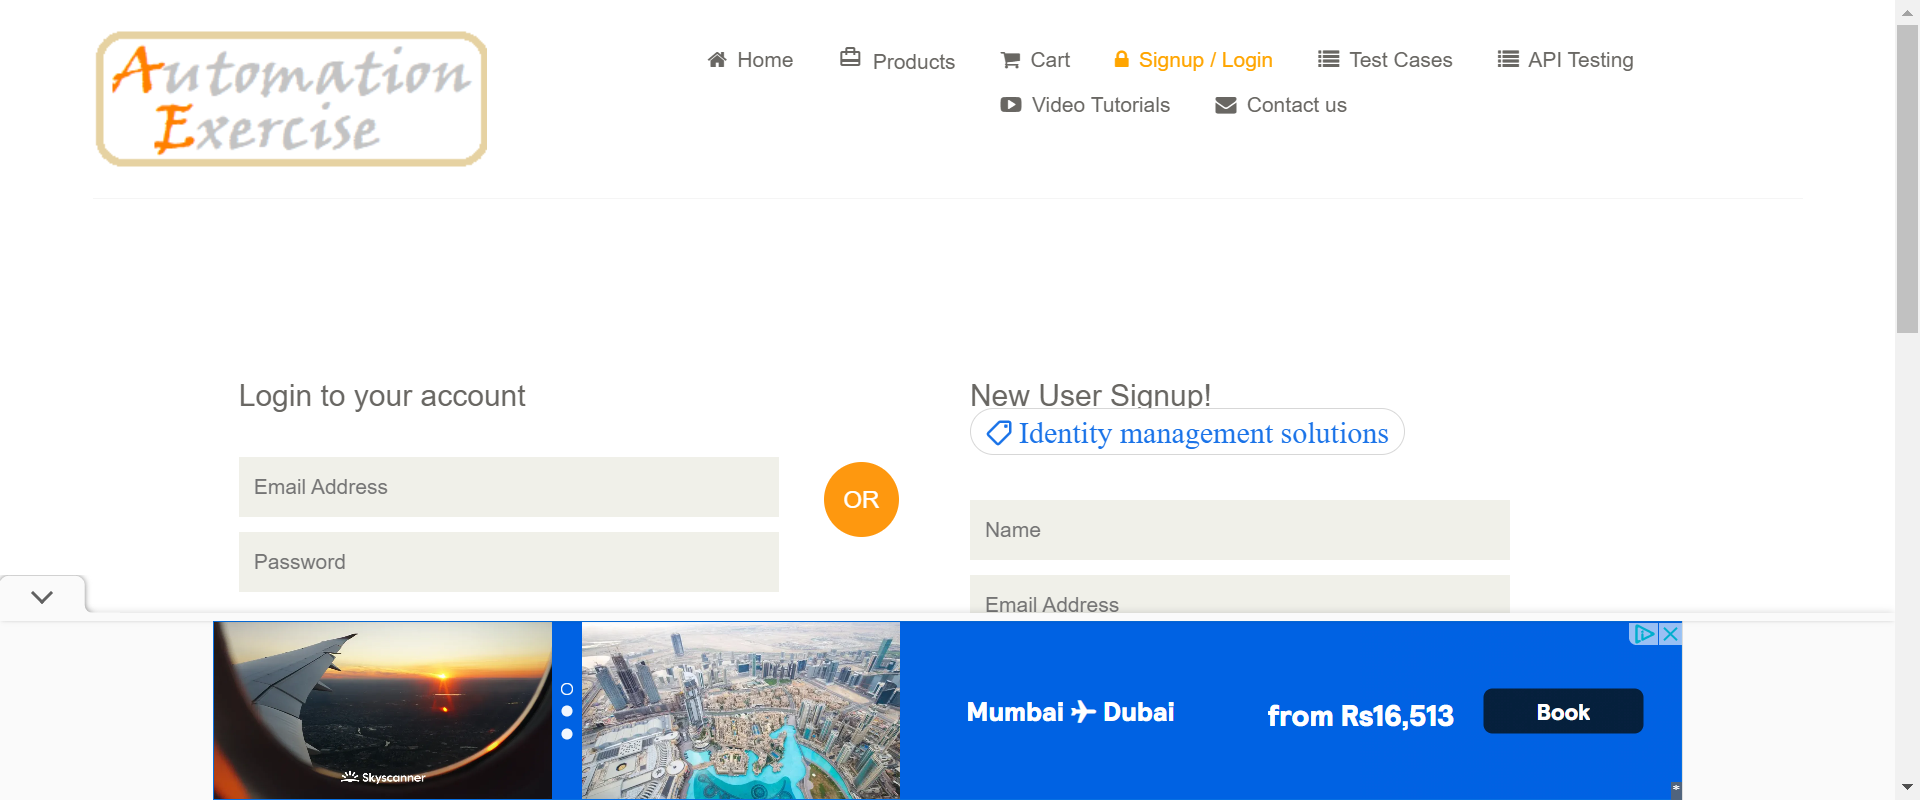 Automation
Exercise
Home
Products
Cart
Signup / Login
Test Cases
API Testing
Video Tutorials
Contact us
Login to your account
Email Address
Password
OR
New User Signup!
Identity management solutions
Name
Email Address
Skyscanner
Mumbai Dubai
from Rs16,513
Book